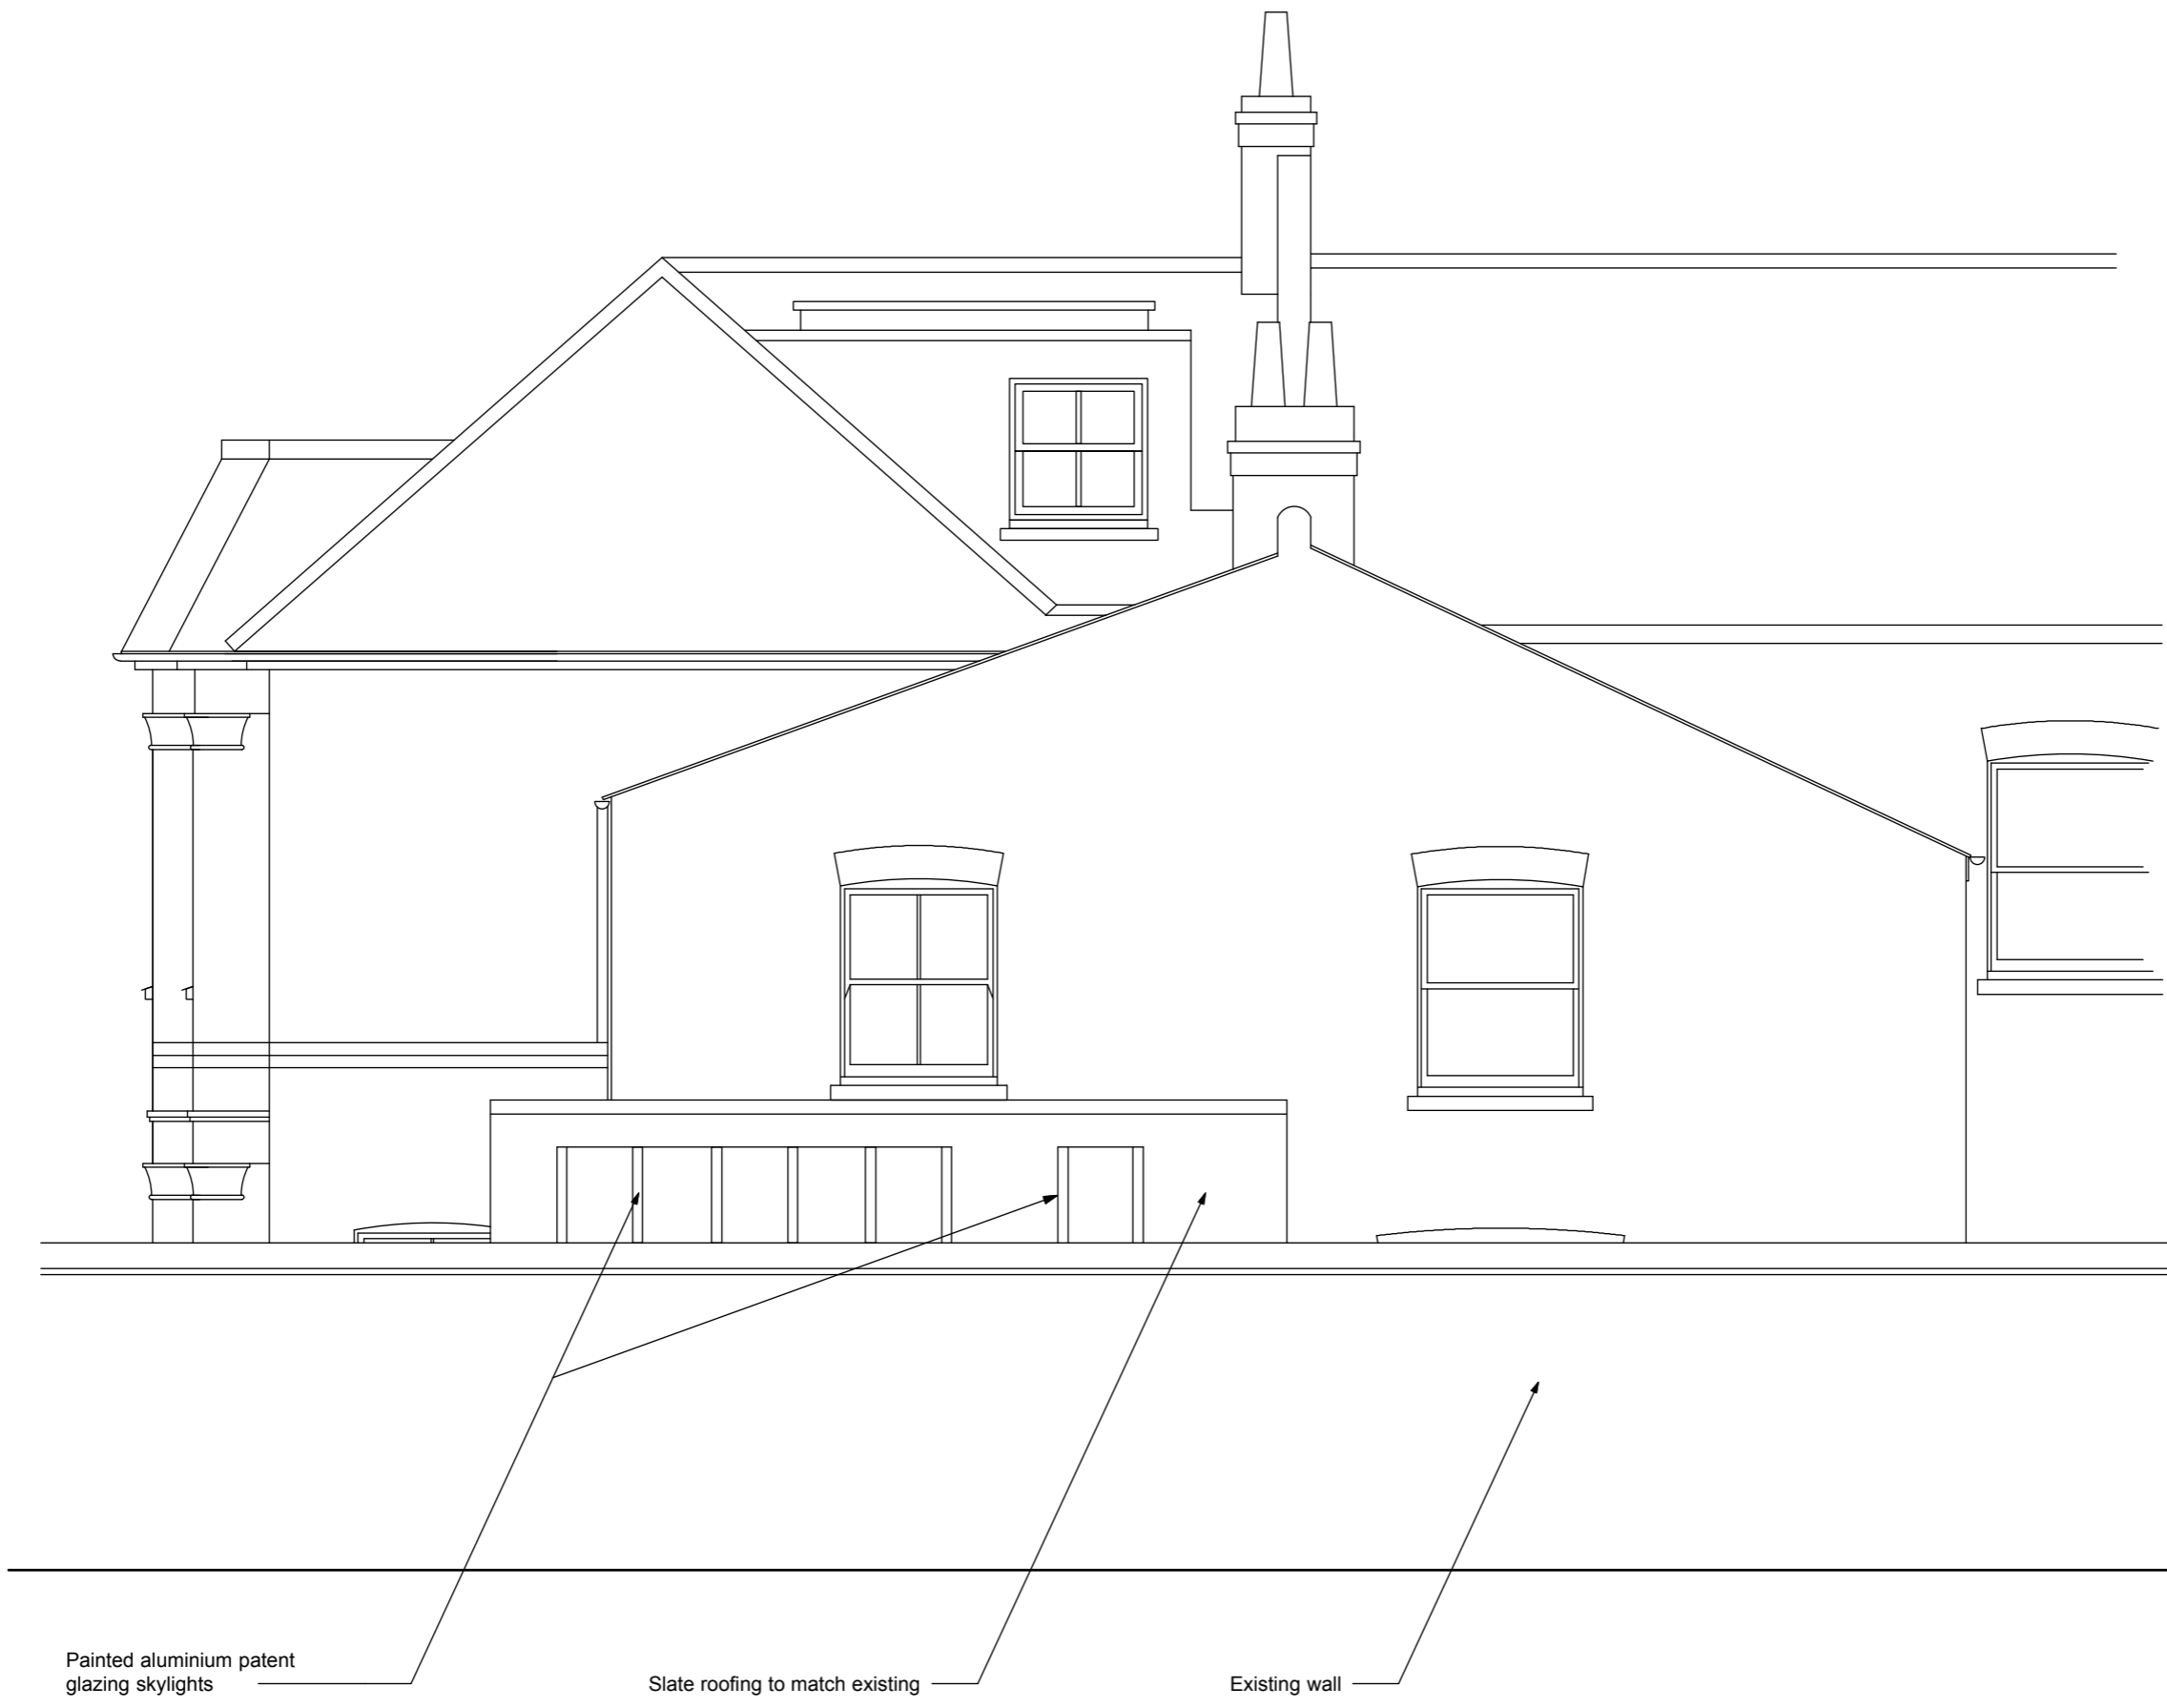 Painted aluminium patent
glazing skylights
Slate roofing to match existing
Existing wall